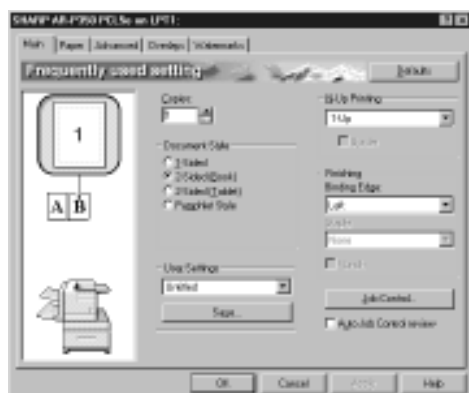 SHARP AR-P350 PCL5e on LPT1:
Main Paper Advanced Overlays Watermarks
Frequently used setting
Defaults
Copies:
1
N-Up Printing
1-Up
Border
1
A B
Document Style
1-Sided
2-Sided(Book)
2-Sided(Tablet)
Pamphlet Style
Finishing
Binding Edge:
Left
Staple:
None
Punch
User Settings
Untitled
Save...
Job Control...
Auto Job Control review
OK Cancel Apply Help